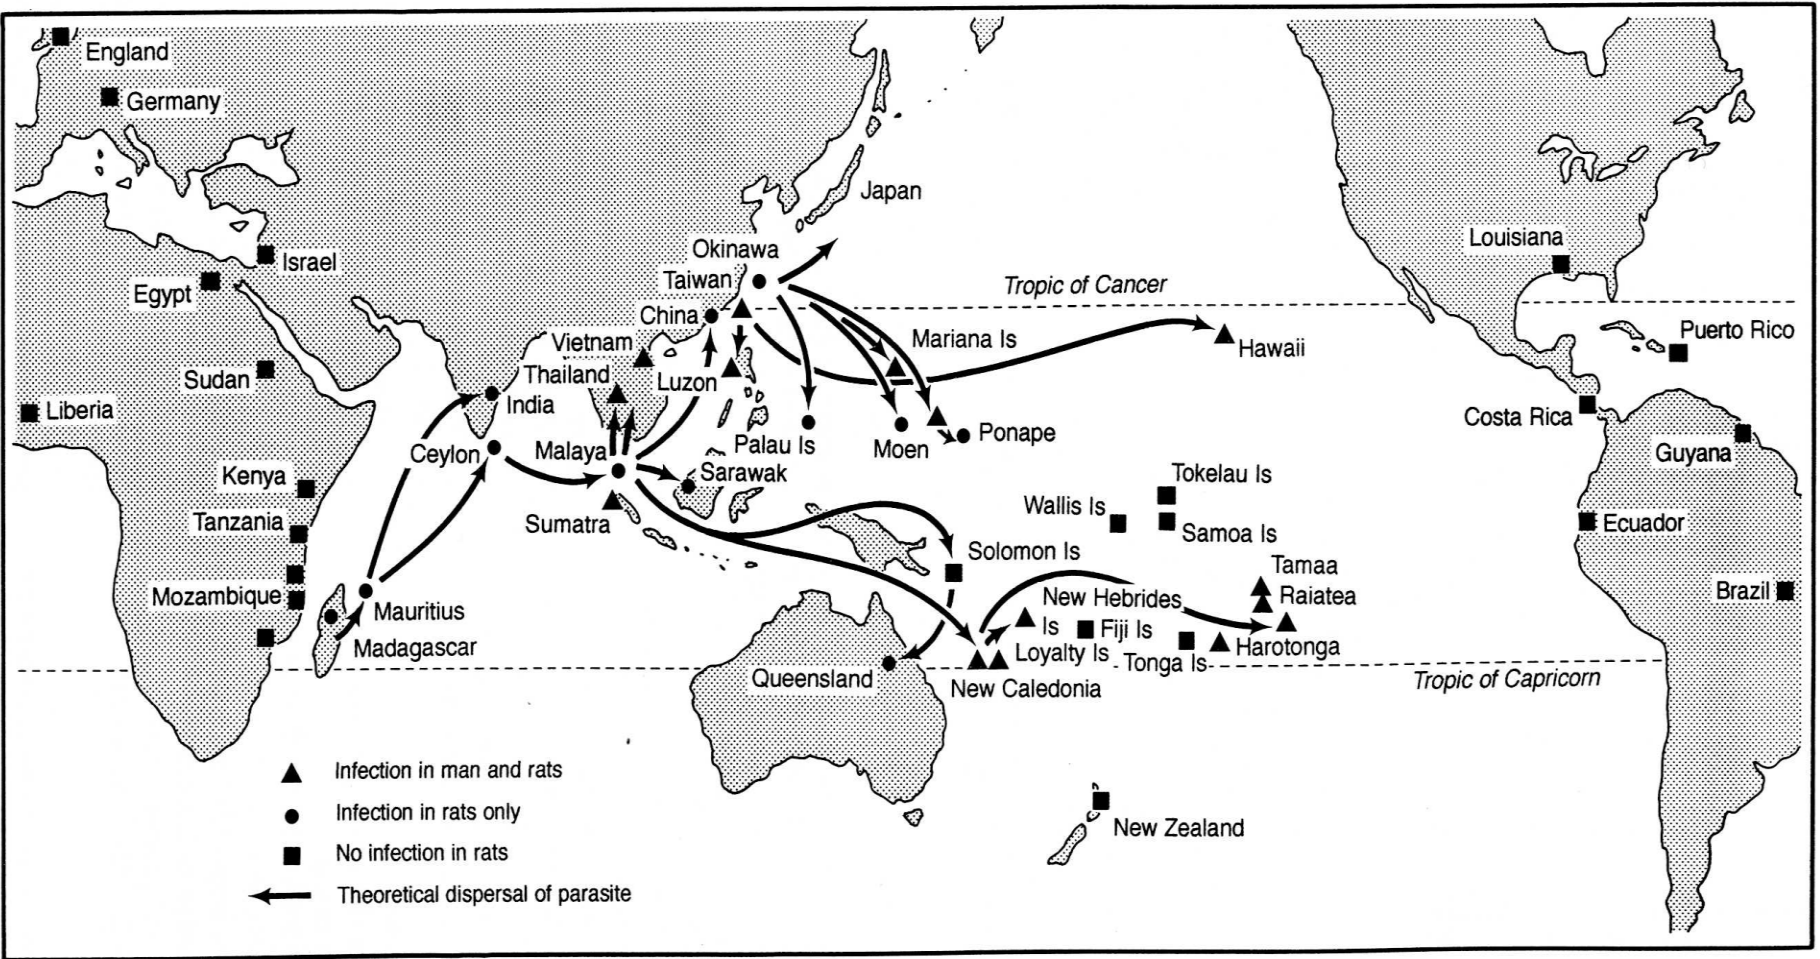 England
Germany
Japan
Okinawa
Louisiana
Israel
Taiwan
Egypt
Tropic of Cancer
China
Puerto Rico
Vietnam
Mariana Is
Hawaii
Thailand
Sudan
Luzon
India
Liberia
Costa Rica
Palau Is
Moen
Ponape
Ceylon
Malaya
Guyana
Kenya
Sarawak
Tokelau Is
Wallis Is
Tanzania
Sumatra
Samoa Is
Ecuador
Solomon Is
Tamaa
Mozambique
Mauritius
New Hebrides
Is
Raiatea
Brazil
Fiji Is
Madagascar
Loyalty Is
Tonga Is
Harotonga
Queensland
New Caledonia
Tropic of Capricorn
Infection in man and rats
Infection in rats only
No infection in rats
Theoretical dispersal of parasite
New Zealand